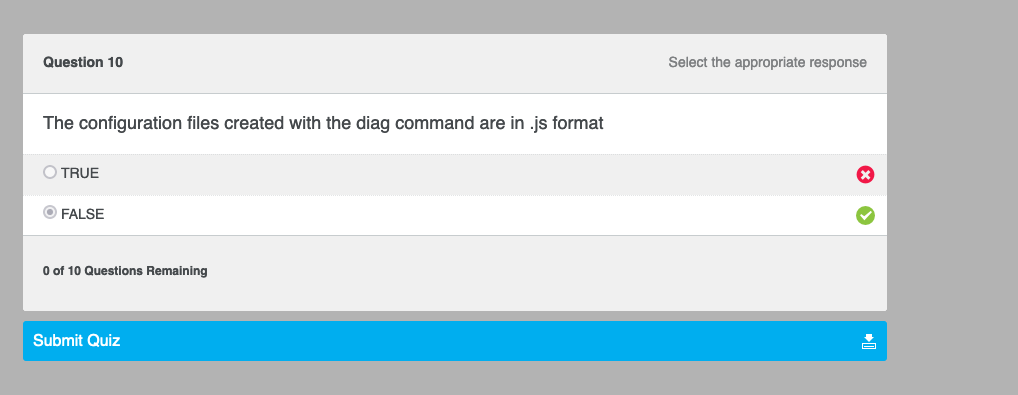 Question 10
Select the appropriate response
The configuration files created with the diag command are in .js format
TRUE
FALSE
0 of 10 Questions Remaining
Submit Quiz